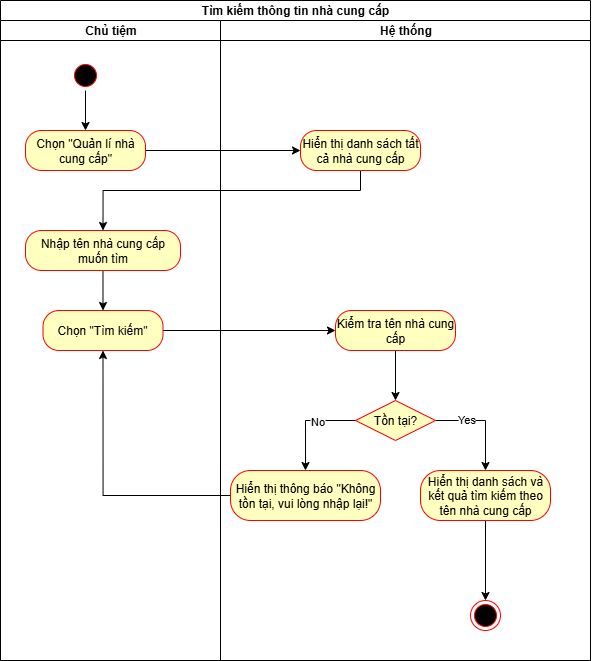 Tìm kiếm thông tin nhà cung cấp
Chủ tiệm
Hệ thống
Chọn "Quản lí nhà
cung cấp"
Hiển thị danh sách tất
cả nhà cung cấp
Nhập tên nhà cung cấp
muốn tìm
Chọn "Tìm kiếm"
Kiểm tra tên nhà cung
cấp
Tồn tại?
No
Yes
Hiển thị thông báo "Không
tồn tại, vui lòng nhập lại!"
Hiển thị danh sách và
kết quả tìm kiếm theo
tên nhà cung cấp